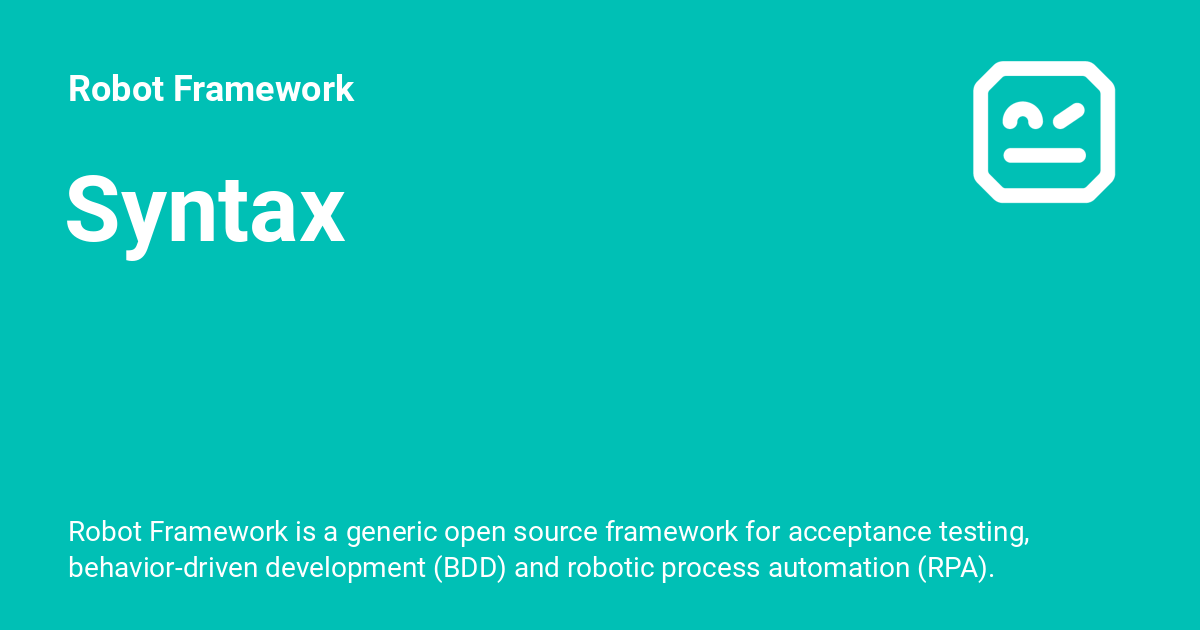 Robot Framework
Syntax
Robot Framework is a generic open source framework for acceptance testing,
behavior-driven development (BDD) and robotic process automation (RPA).